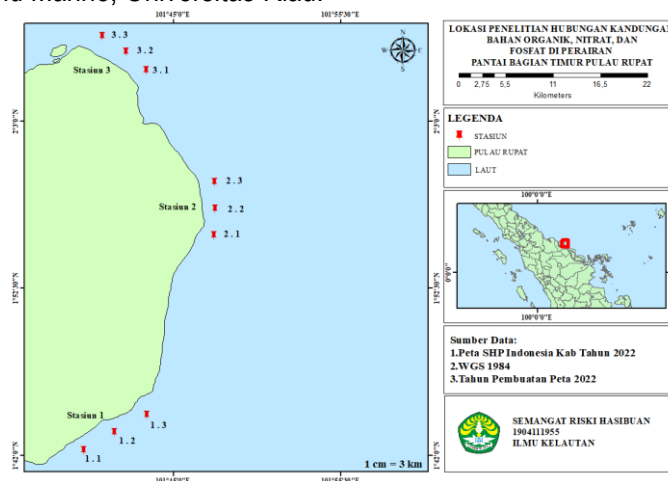 Universitas Riau.
101°45'0"E
101°55'30"E
3.3
3.2
3.1
Stasiun 3
2°3'0"N
2.3
Stasiun 2
2.2
2.1
1°52'30"N
Stasiun 1
1.3
1.2
1.1
1°42'0"N
1 cm = 3 km
101°45'0"E
101°55'30"E
LOKASI PENELITIAN HUBUNGAN KANDUNGAN
BAHAN ORGANIK, NITRAT, DAN
FOSFAT DI PERAIRAN
PANTAI BAGIAN TIMUR PULAU RUPAT
N
W
E
S
0 2,75 5,5 11 16,5 22
Kilometers
LEGENDA
STASIUN
PULAU RUPAT
LAUT
100°0'0"E
0°0'0"
0°0'0"
100°0'0"E
Sumber Data:
1.Peta SHP Indonesia Kab Tahun 2022
2.WGS 1984
3.Tahun Pembuatan Peta 2022
SEMANGAT RISKI HASIBUAN
1904111955
ILMU KELAUTAN